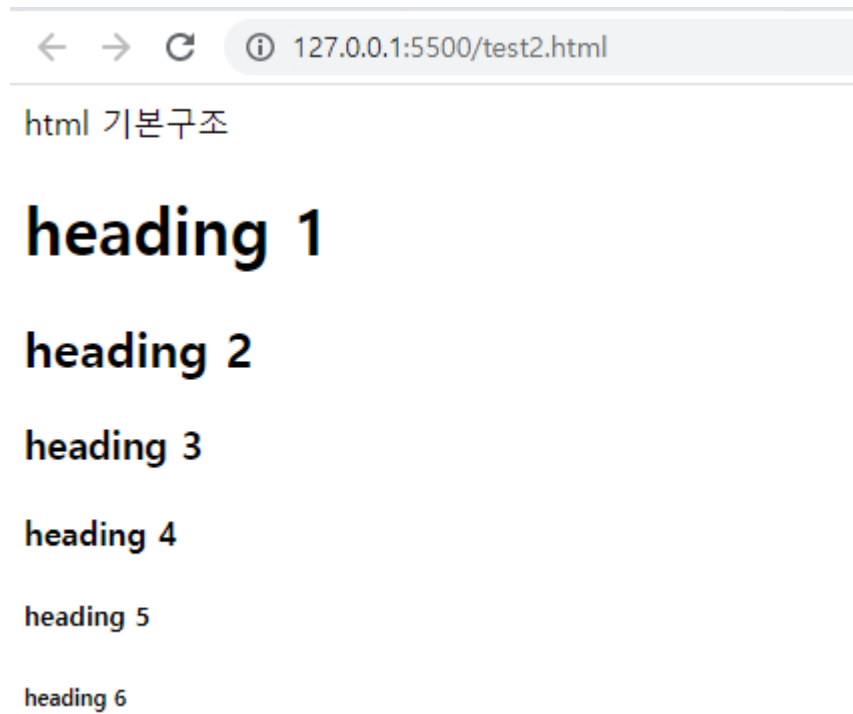 127.0.0.1:5500/test2.html
html 기본구조
heading 1
heading 2
heading 3
heading 4
heading 5
heading 6